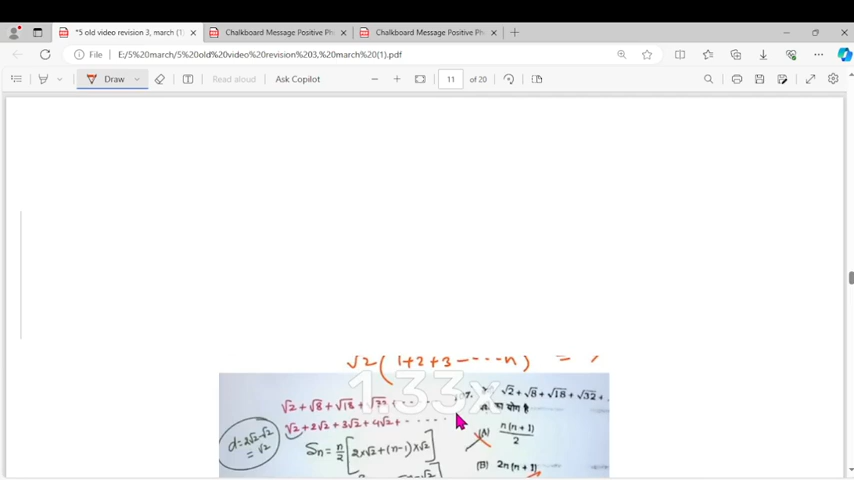 *5 old video revision 3, march (1).p
Chalkboard Message Positive Ph
Chalkboard Message Positive Ph
File
E:/5%20march/5%20old%20video%20revision%203,%20march%20(1).pdf
Draw
Read aloud
Ask Copilot
11 of 20
√2 ( 1+2+3-----n ) =
1.33x
√2 + √8 + √18 + √32 +
√2 + √8 + √18 + √32 +
√2 + 2√2 + 3√2 + 4√2 +
का योग है
d = 2√2-√2
= √2
(A) n(n+1)/2
Sn = n/2 [2×√2+(n-1)×√2]
(B) 2n(n+1)